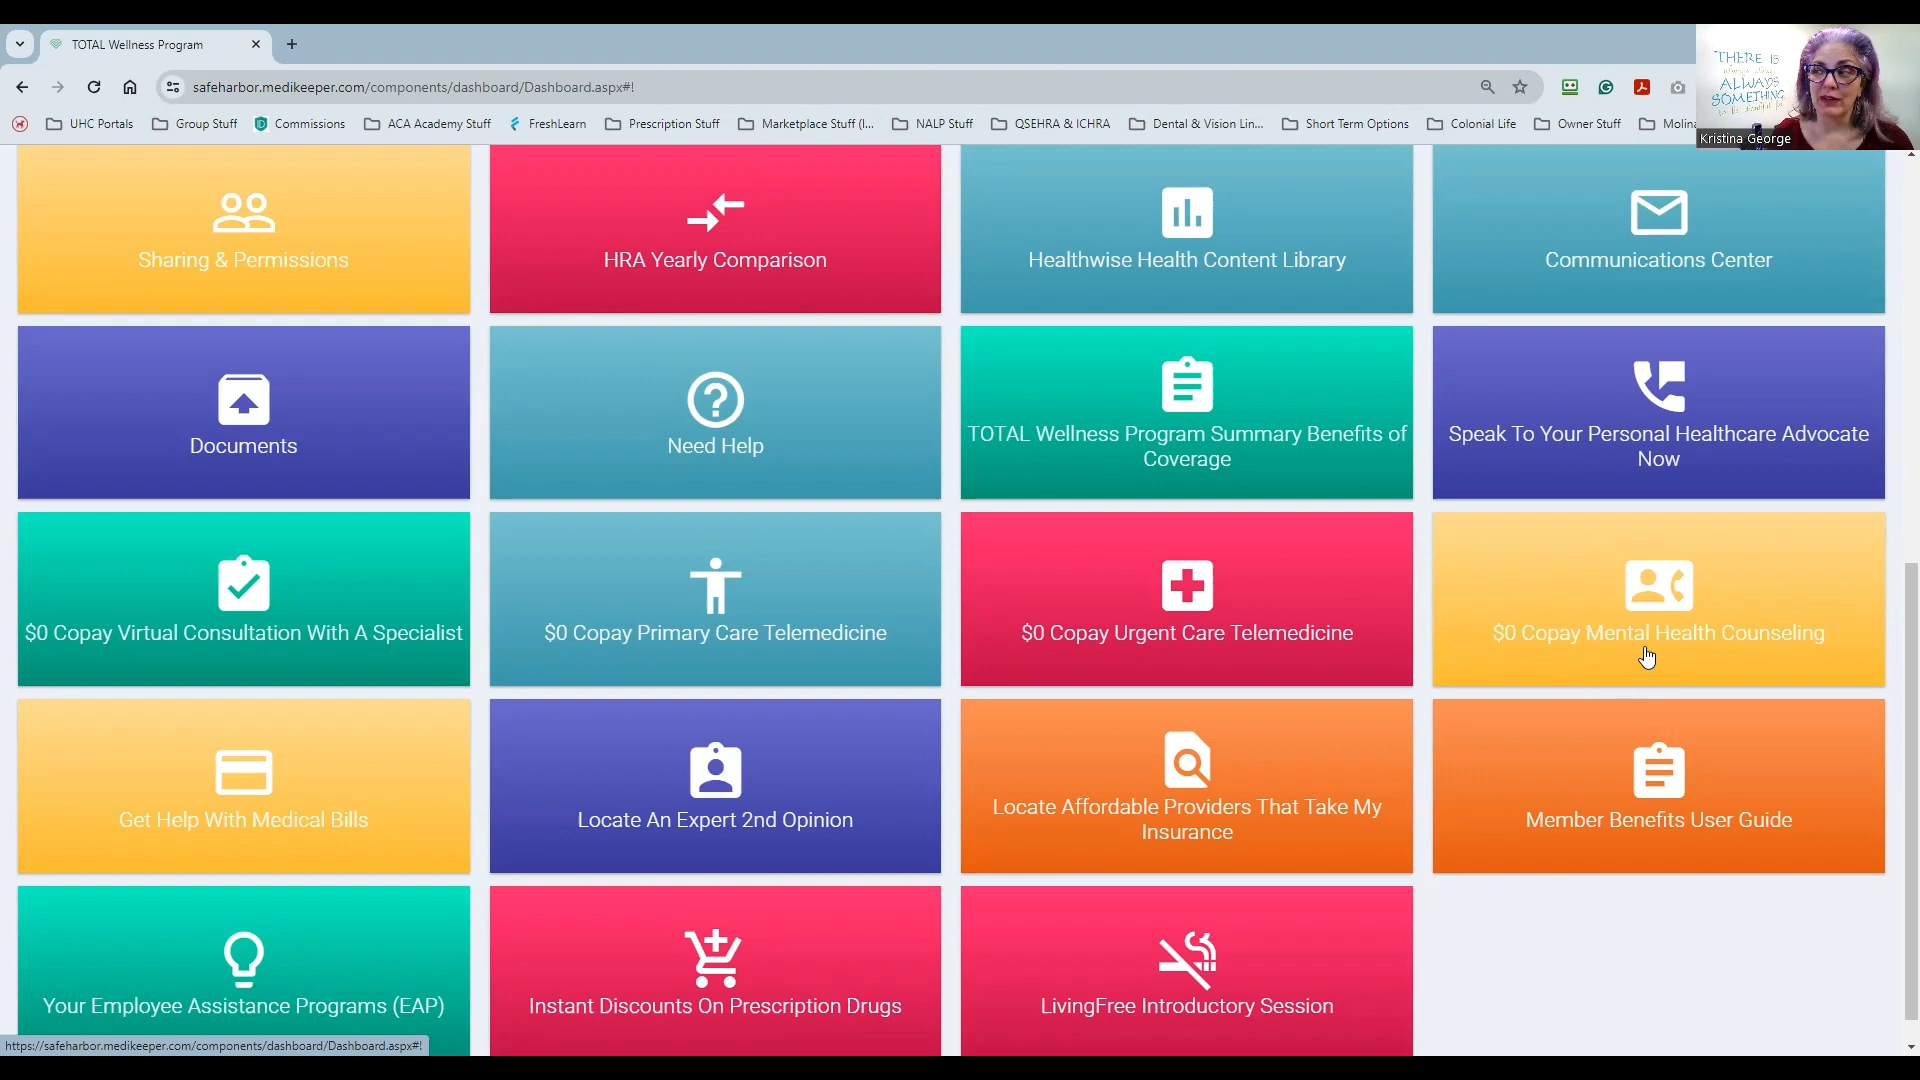 TOTAL Wellness Program
safeharbor.medikeeper.com/components/dashboard/Dashboard.aspx#!
UHC Portals
Group Stuff
Commissions
ACA Academy Stuff
FreshLearn
Prescription Stuff
Marketplace Stuff (I...
NALP Stuff
QSEHRA & ICHRA
Dental & Vision Lin...
Short Term Options
Colonial Life
Owner Stuff
Molina
THERE IS
ALWAYS
SOMETHING
Kristina George
Sharing & Permissions
HRA Yearly Comparison
Healthwise Health Content Library
Communications Center
Documents
Need Help
TOTAL Wellness Program Summary Benefits of
Coverage
Speak To Your Personal Healthcare Advocate
Now
$0 Copay Virtual Consultation With A Specialist
$0 Copay Primary Care Telemedicine
$0 Copay Urgent Care Telemedicine
$0 Copay Mental Health Counseling
Get Help With Medical Bills
Locate An Expert 2nd Opinion
Locate Affordable Providers That Take My
Insurance
Member Benefits User Guide
Your Employee Assistance Programs (EAP)
Instant Discounts On Prescription Drugs
LivingFree Introductory Session
https://safeharbor.medikeeper.com/components/dashboard/Dashboard.aspx#!